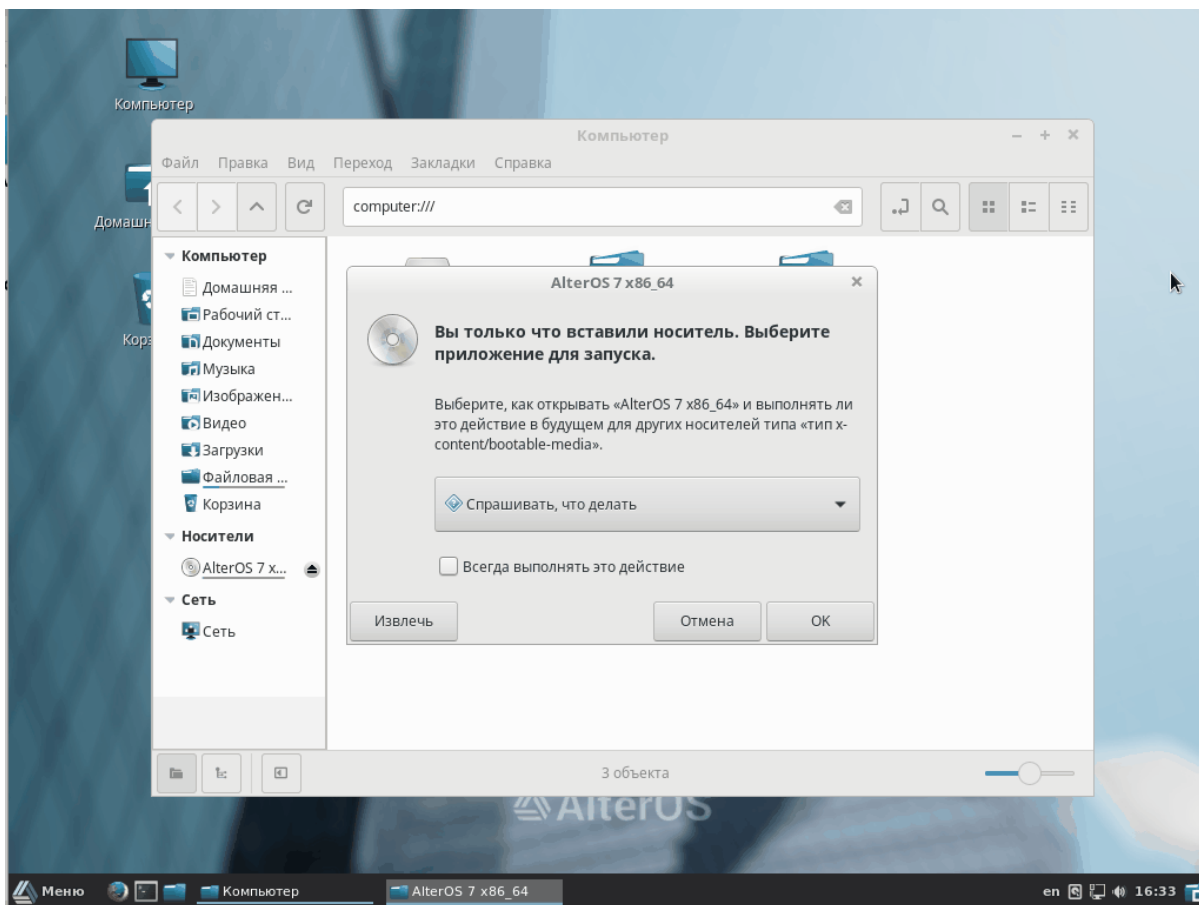 Компьютер
Компьютер
Файл Правка Вид Переход Закладки Справка
computer:///
Домашн
Компьютер
Домашняя ...
Рабочий ст...
Документы
Музыка
Изображен...
Видео
Загрузки
Файловая ...
Корзина
Носители
AlterOS 7 x...
Сеть
Сеть
Корз
AlterOS 7 x86_64
Вы только что вставили носитель. Выберите
приложение для запуска.
Выберите, как открывать «AlterOS 7 x86_64» и выполнять ли
это действие в будущем для других носителей типа «тип x-
content/bootable-media».
Спрашивать, что делать
Всегда выполнять это действие
Извлечь Отмена OK
3 объекта
AlterOS
Меню Компьютер AlterOS 7 x86_64 en 16:33